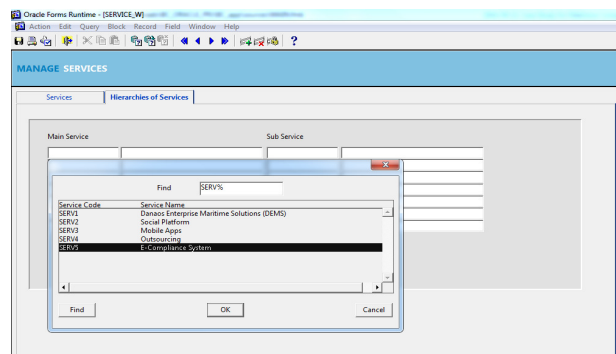 Oracle Forms Runtime - [SERVICE_W]
Action Edit Query Block Record Field Window Help
?
MANAGE SERVICES
Services Hierarchies of Services
Main Service Sub Service
Find SERV%
Service Code Service Name
SERV1 Danaos Enterprise Maritime Solutions (DEMS)
SERV2 Social Platform
SERV3 Mobile Apps
SERV4 Outsourcing
SERV5 E-Compliance System
Find OK Cancel